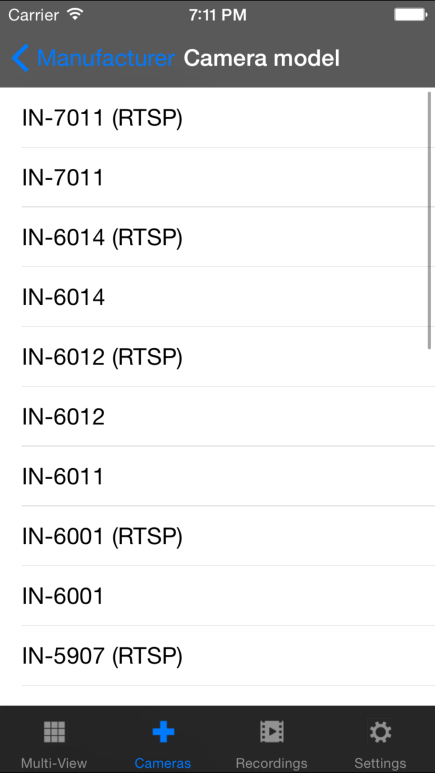 Carrier 7:11 PM
Manufacturer Camera model
IN-7011 (RTSP)
IN-7011
IN-6014 (RTSP)
IN-6014
IN-6012 (RTSP)
IN-6012
IN-6011
IN-6001 (RTSP)
IN-6001
IN-5907 (RTSP)
Multi-View Cameras Recordings Settings